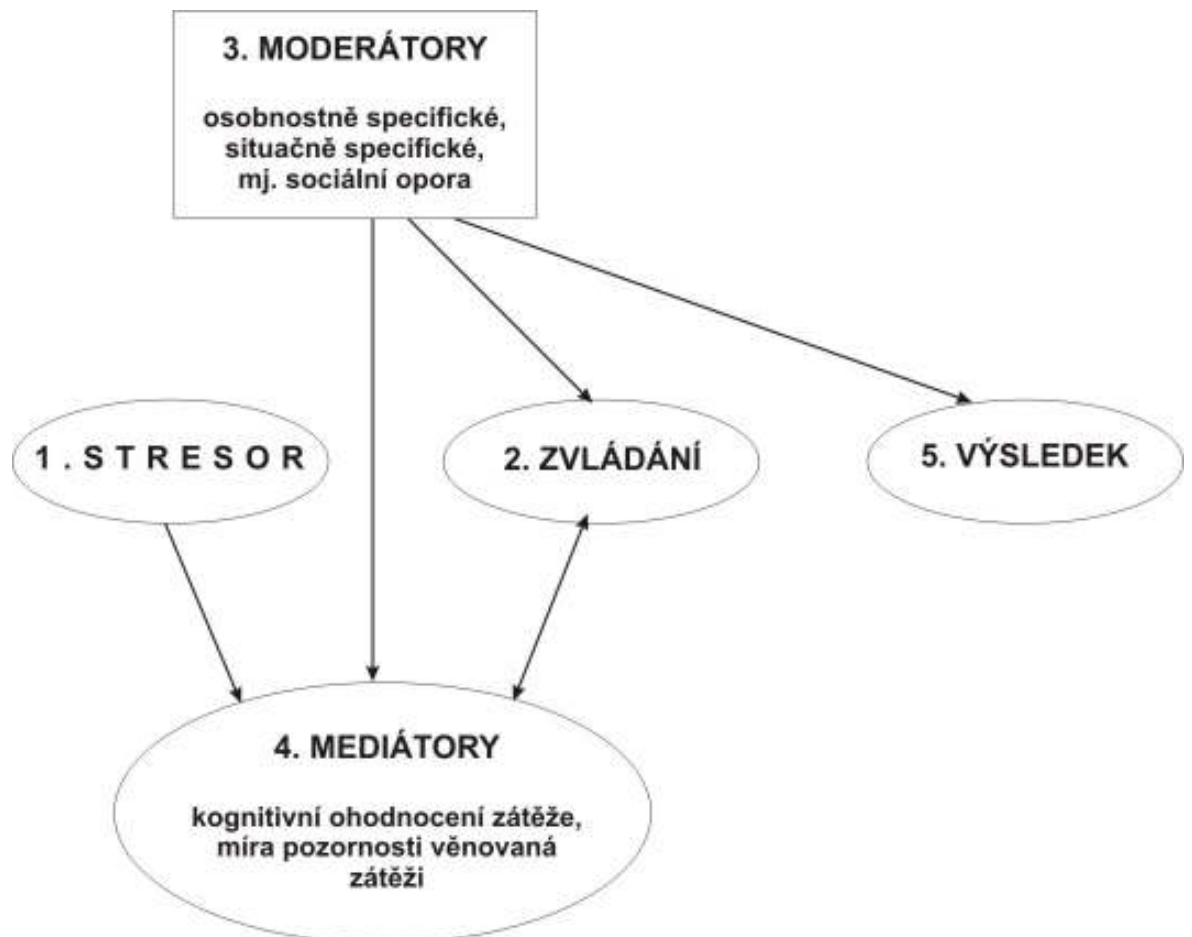 3. MODERÁTORY
osobnostně specifické,
situačně specifické,
mj. sociální opora
1 . S T R E S O R
2. ZVLÁDÁNÍ
5. VÝSLEDEK
4. MEDIÁTORY
kognitivní ohodnocení zátěže,
míra pozornosti věnovaná
zátěži